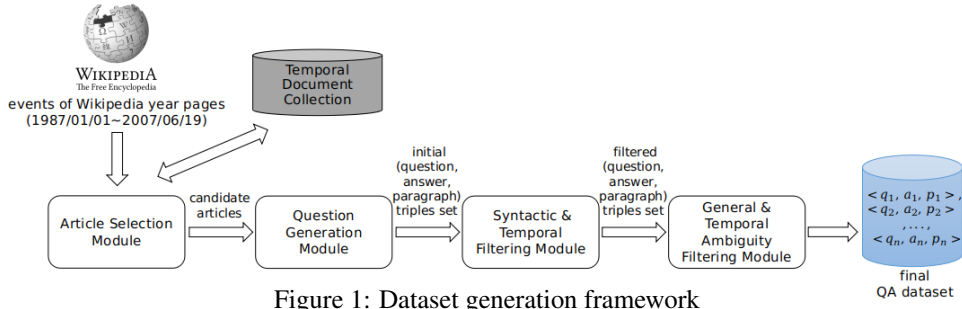 WIKIPEDIA
The Free Encyclopedia
events of Wikipedia year pages
(1987/01/01~2007/06/19)
Temporal
Document
Collection
Article Selection
Module
candidate
articles
Question
Generation
Module
initial
(question,
answer,
paragraph)
triples set
Syntactic &
Temporal
Filtering Module
filtered
(question,
answer,
paragraph)
triples set
General &
Temporal
Ambiguity
Filtering Module
< q₁, a₁, p₁ > ,
< q₂, a₂, p₂ >
, . . . ,
< qₙ, aₙ, pₙ >
final
QA dataset
Figure 1: Dataset generation framework